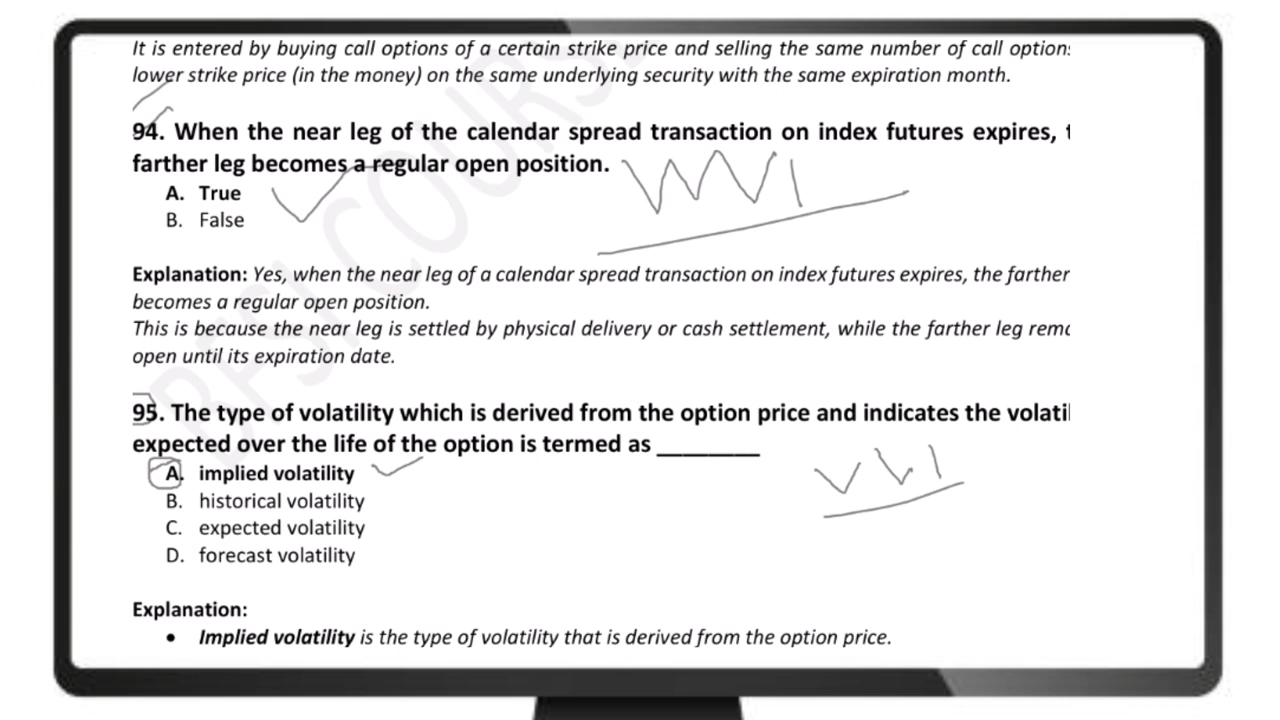 It is entered by buying call options of a certain strike price and selling the same number of call options
lower strike price (in the money) on the same underlying security with the same expiration month.
94. When the near leg of the calendar spread transaction on index futures expires,
farther leg becomes a regular open position.
A. True
B. False
Explanation: Yes, when the near leg of a calendar spread transaction on index futures expires, the farther
becomes a regular open position.
This is because the near leg is settled by physical delivery or cash settlement, while the farther leg
open until its expiration date.
95. The type of volatility which is derived from the option price and indicates the
expected over the life of the option is termed as ________
A. implied volatility
B. historical volatility
C. expected volatility
D. forecast volatility
Explanation:
• Implied volatility is the type of volatility that is derived from the option price.